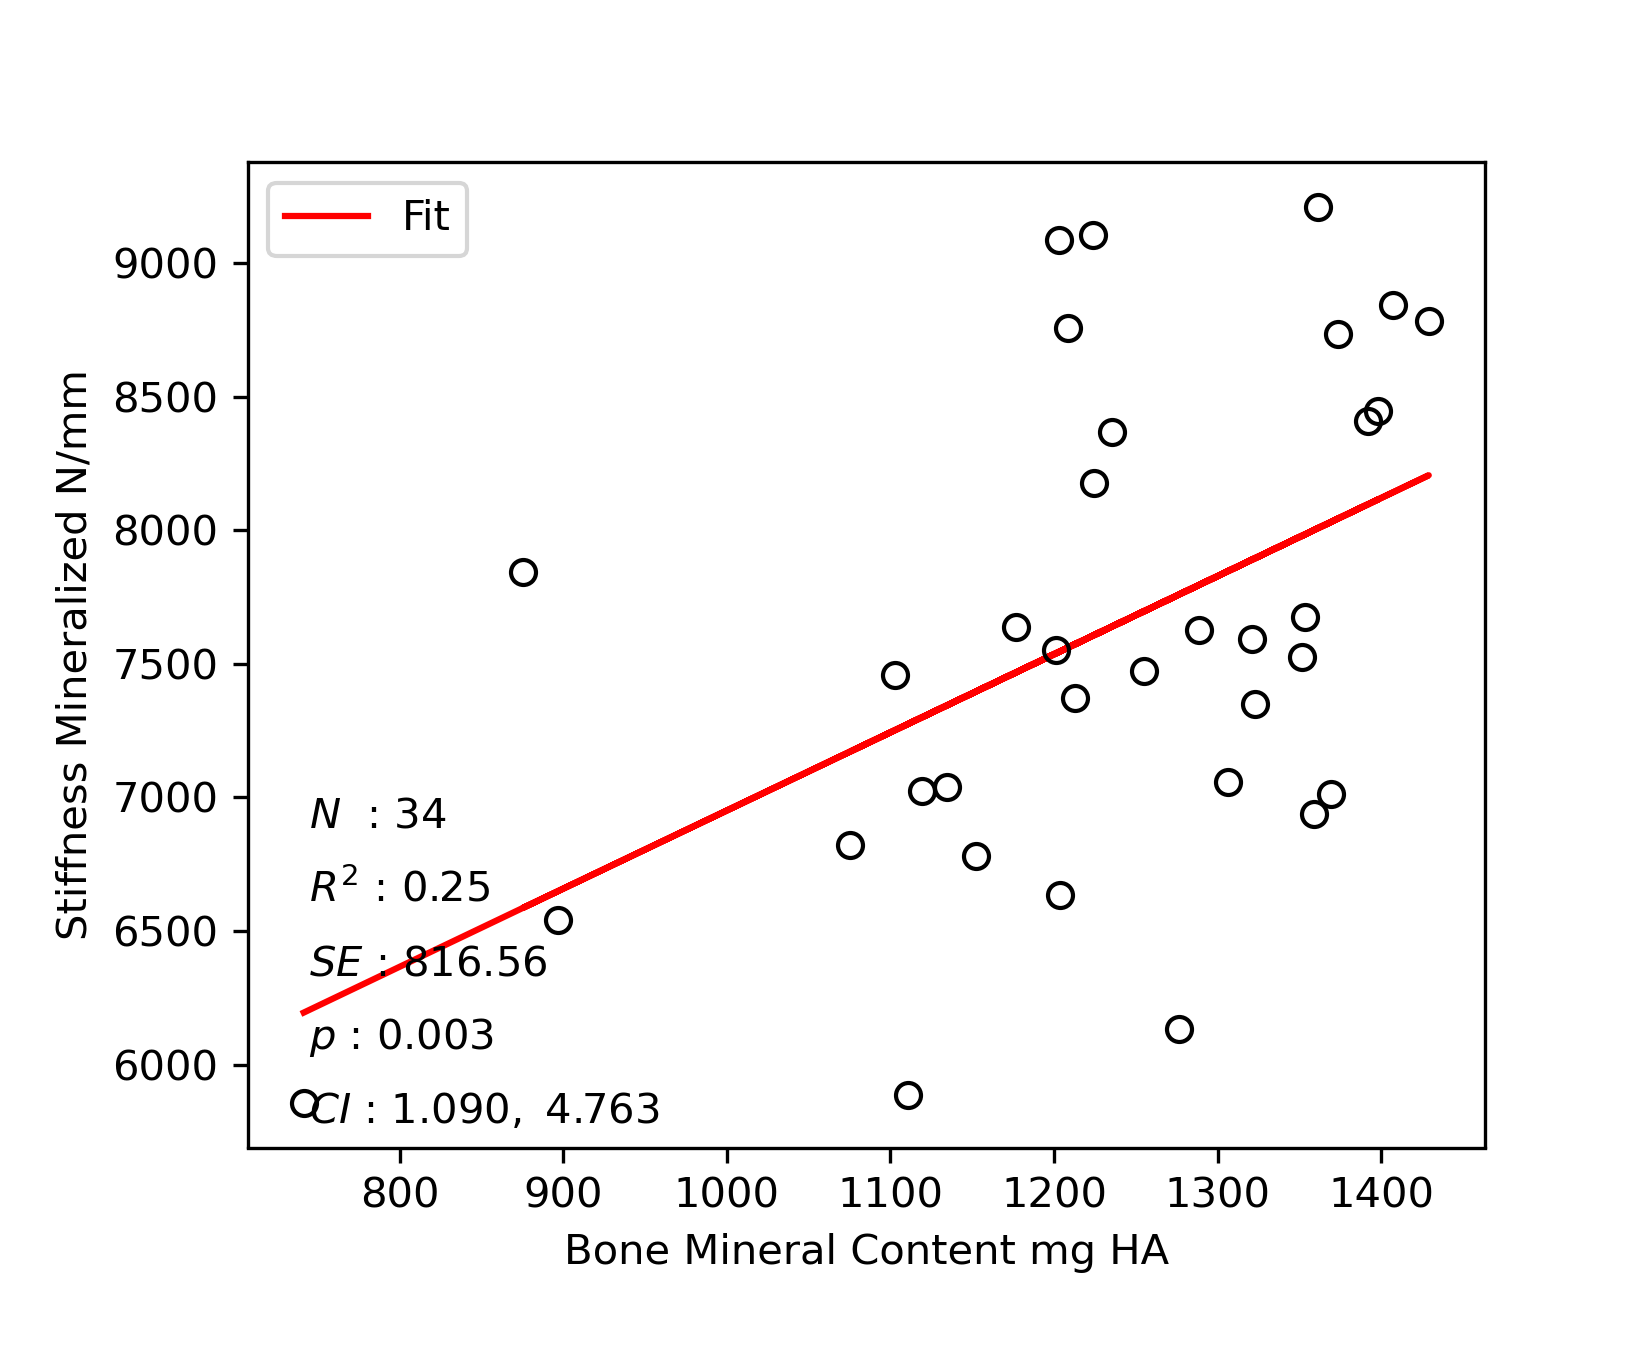 Fit
9000
8500
8000
7500
7000
6500
6000
Stiffness Mineralized N/mm
N : 34
R² : 0.25
SE : 816.56
p : 0.003
CI : 1.090, 4.763
800 900 1000 1100 1200 1300 1400
Bone Mineral Content mg HA